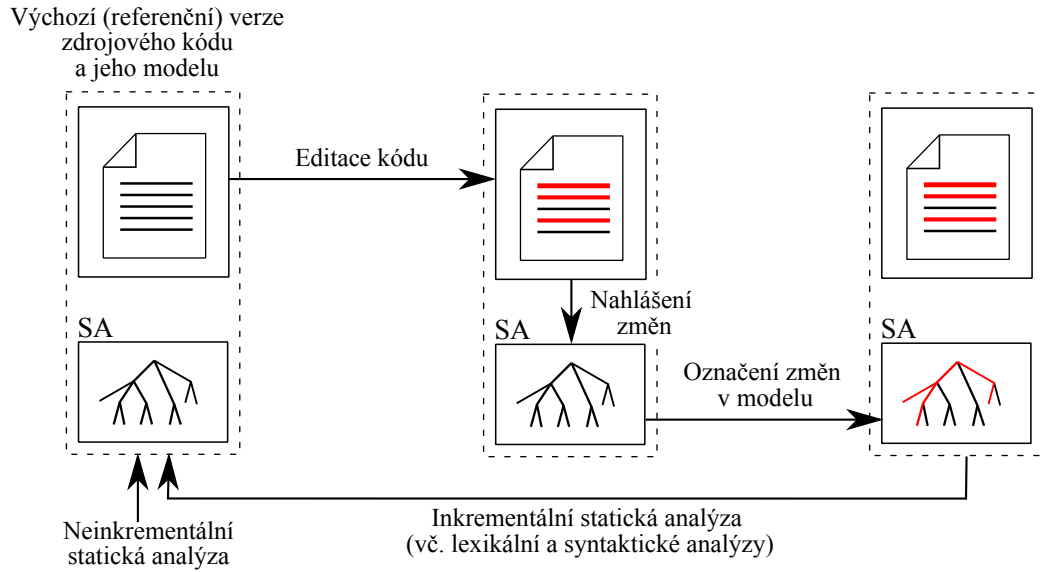 Výchozí (referenční) verze
zdrojového kódu
a jeho modelu
Editace kódu
SA
Nahlášení
změn
SA
Označení změn
v modelu
SA
Neinkrementální
statická analýza
Inkrementální statická analýza
(vč. lexikální a syntaktické analýzy)